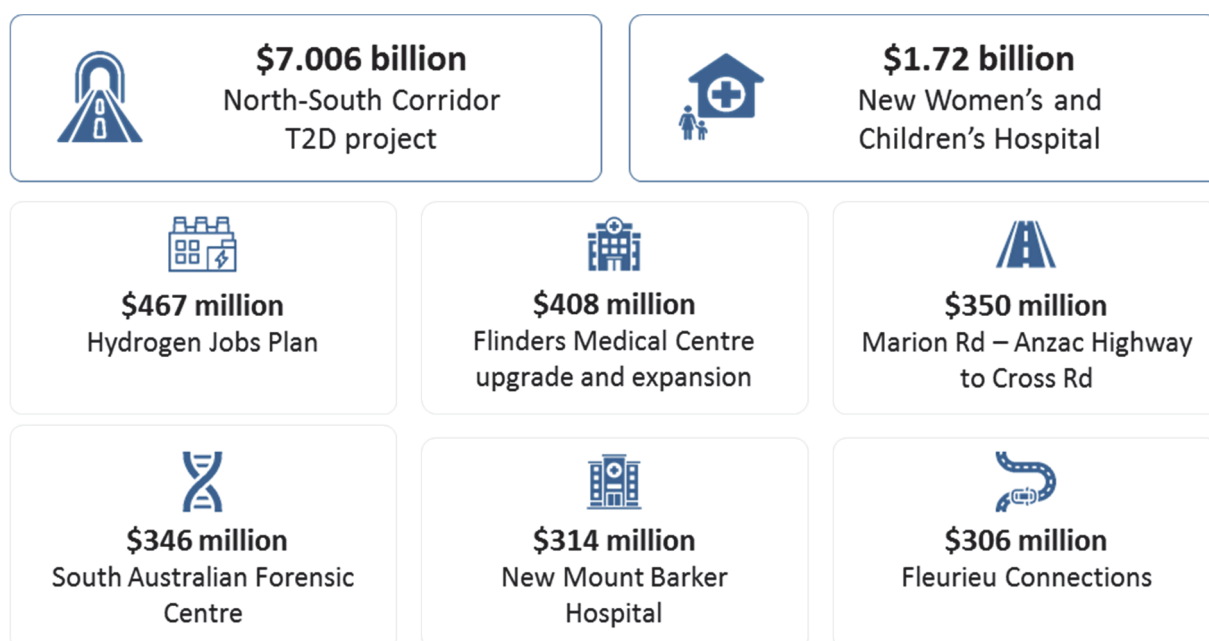 $7.006 billion
North-South Corridor
T2D project
$1.72 billion
New Women’s and
Children’s Hospital
$467 million
Hydrogen Jobs Plan
$408 million
Flinders Medical Centre
upgrade and expansion
$350 million
Marion Rd – Anzac Highway
to Cross Rd
$346 million
South Australian Forensic
Centre
$314 million
New Mount Barker
Hospital
$306 million
Fleurieu Connections